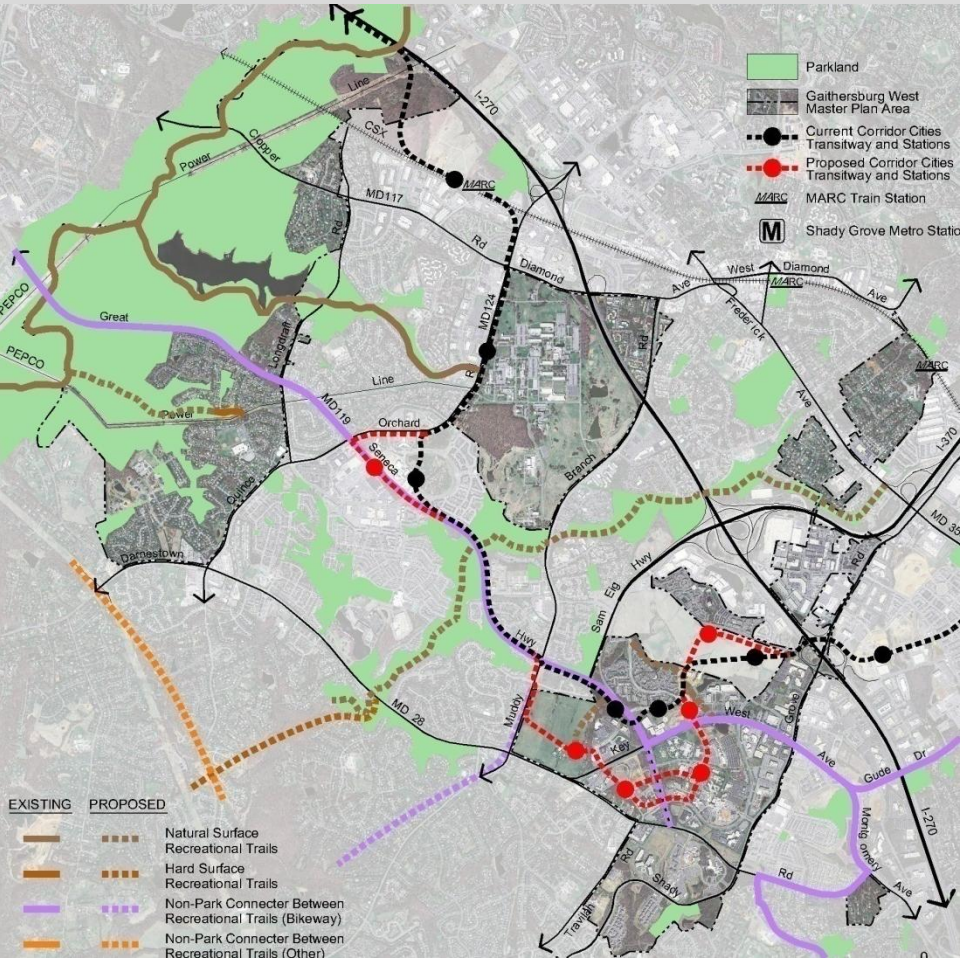 Parkland
Gaithersburg West
Master Plan Area
Current Corridor Cities
Transitway and Stations
Proposed Corridor Cities
Transitway and Stations
MARC
MARC Train Station
M
Shady Grove Metro Statio
I-270
Line
CSX
Clopper
Power
MARC
MD117
Rd
Rd
Diamond
Ave
West
Diamond
MARC
Ave
Frederick
PEPCO
Great
MD124
Longdraft
Rd
MARC
PEPCO
Line
R
Ave
Power
MD119
Orchard
Seneca
I-370
Branch
Quince
MD 35
Darnestown
Hwy
Eig
Sam
Rd
Hwy
Muddy
MD 28
Key
West
Grove
Ave
Gude
Dr
I-270
Montgomery
Rd
Ave
Rd
Shady
Travilah
EXISTING PROPOSED
Natural Surface
Recreational Trails
Hard Surface
Recreational Trails
Non-Park Connecter Between
Recreational Trails (Bikeway)
Non-Park Connecter Between
Recreational Trails (Other)